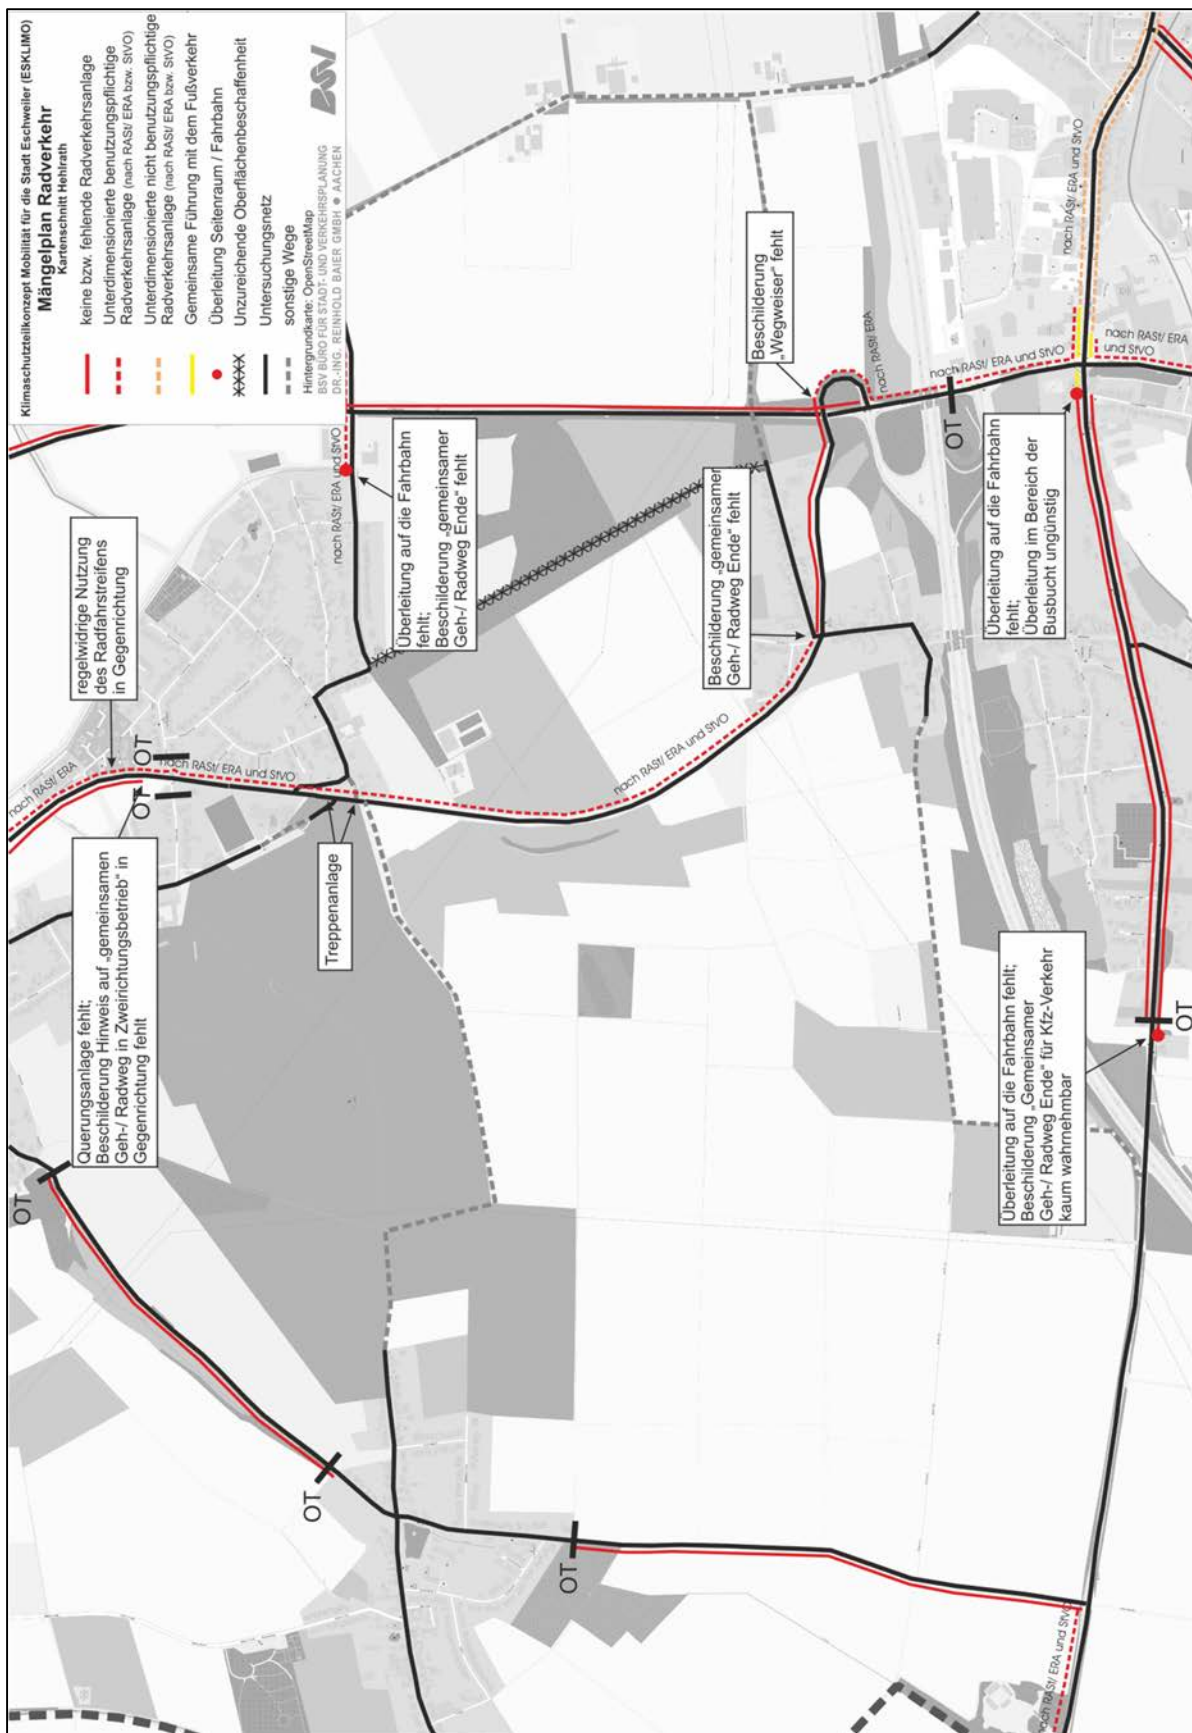 Klimaschutzteilkonzept Mobilität für die Stadt Eschweiler (ESKLIMO)
Mängelplan Radverkehr
Kartenschnitt Hehlrath
keine bzw. fehlende Radverkehrsanlage
Unterdimensionierte benutzungspflichtige
Radverkehrsanlage (nach RASt/ ERA bzw. StVO)
Unterdimensionierte nicht benutzungspflichtige
Radverkehrsanlage (nach RASt/ ERA bzw. StVO)
Gemeinsame Führung mit dem Fußverkehr
Überleitung Seitenraum / Fahrbahn
Unzureichende Oberflächenbeschaffenheit
Untersuchungsnetz
sonstige Wege
Hintergrundkarte: OpenStreetMap
BSV BÜRO FÜR STADT- UND VERKEHRSPLANUNG
DR.-ING. REINHOLD BAIER GMBH ● AACHEN
BSV
OT
Querungsanlage fehlt;
Beschilderung Hinweis auf „gemeinsamen
Geh-/ Radweg in Zweirichtungsbetrieb" in
Gegenrichtung fehlt
nach RASt/ ERA
regelwidrige Nutzung
des Radfahrstreifens
in Gegenrichtung
OT
OT
nach RASt/ ERA und StVO
Treppenanlage
nach RASt/ ERA und StVO
Überleitung auf die Fahrbahn
fehlt;
Beschilderung „gemeinsamer
Geh-/ Radweg Ende" fehlt
OT
OT
nach RASt/ ERA und StVO
Beschilderung „gemeinsamer
Geh-/ Radweg Ende" fehlt
Beschilderung
„Wegweiser" fehlt
nach RASt/ ERA
OT
nach RASt/ ERA und StVO
Überleitung auf die Fahrbahn
fehlt;
Überleitung im Bereich der
Busbucht ungünstig
nach RASt/ ERA und StVO
nach RASt/ ERA
und StVO
Überleitung auf die Fahrbahn fehlt;
Beschilderung „Gemeinsamer
Geh-/ Radweg Ende" für Kfz-Verkehr
kaum wahrnehmbar
OT
nach RASt/ ERA und StVO